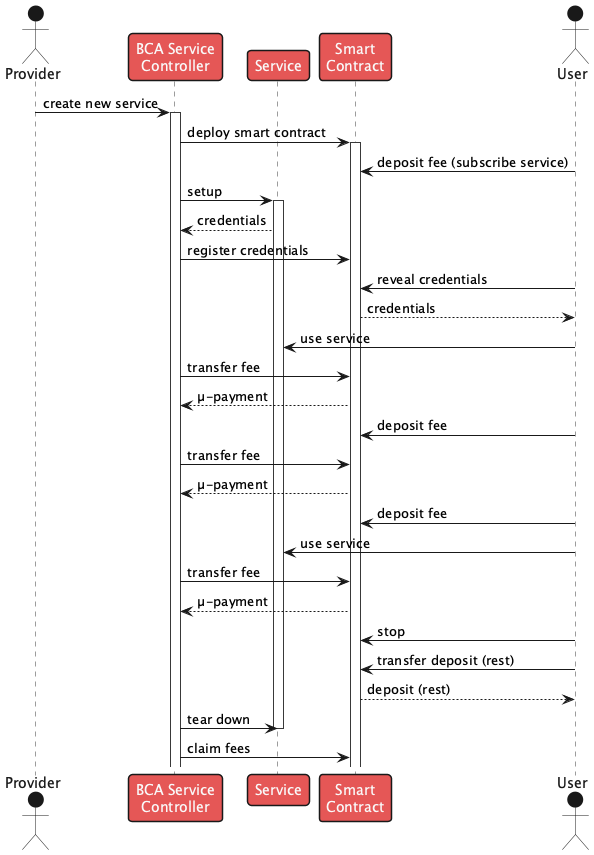 Provider
BCA Service
Controller
Service
Smart
Contract
User
create new service
deploy smart contract
deposit fee (subscribe service)
setup
credentials
register credentials
reveal credentials
credentials
use service
transfer fee
μ-payment
deposit fee
transfer fee
μ-payment
deposit fee
use service
transfer fee
μ-payment
stop
transfer deposit (rest)
deposit (rest)
tear down
claim fees
Provider
BCA Service
Controller
Service
Smart
Contract
User